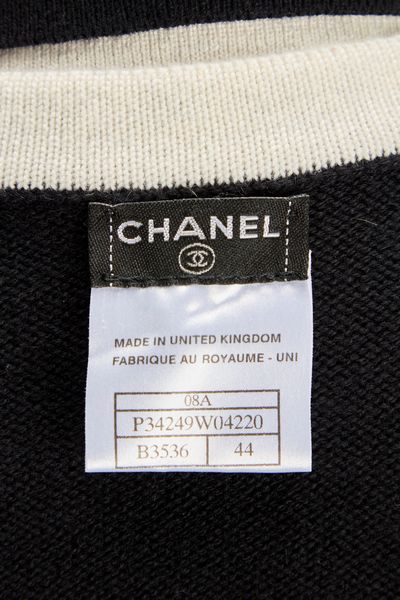 CHANEL
MADE IN UNITED KINGDOM
FABRIQUE AU ROYAUME - UNI
08A
P34249W04220
B3536 44